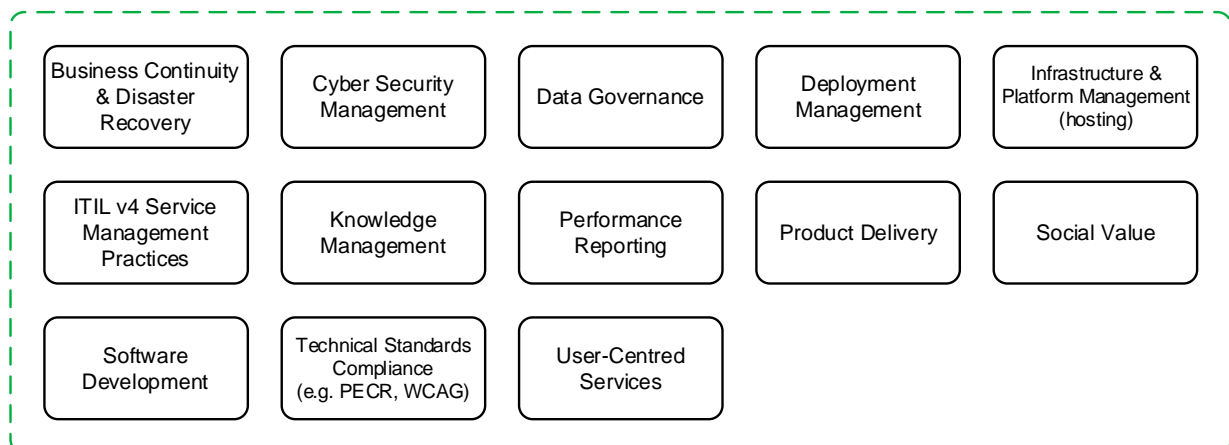 Business Continuity
& Disaster
Recovery
Cyber Security
Management
Data Governance
Deployment
Management
Infrastructure &
Platform Management
(hosting)
ITIL v4 Service
Management
Practices
Knowledge
Management
Performance
Reporting
Product Delivery
Social Value
Software
Development
Technical Standards
Compliance
(e.g. PECR, WCAG)
User-Centred
Services